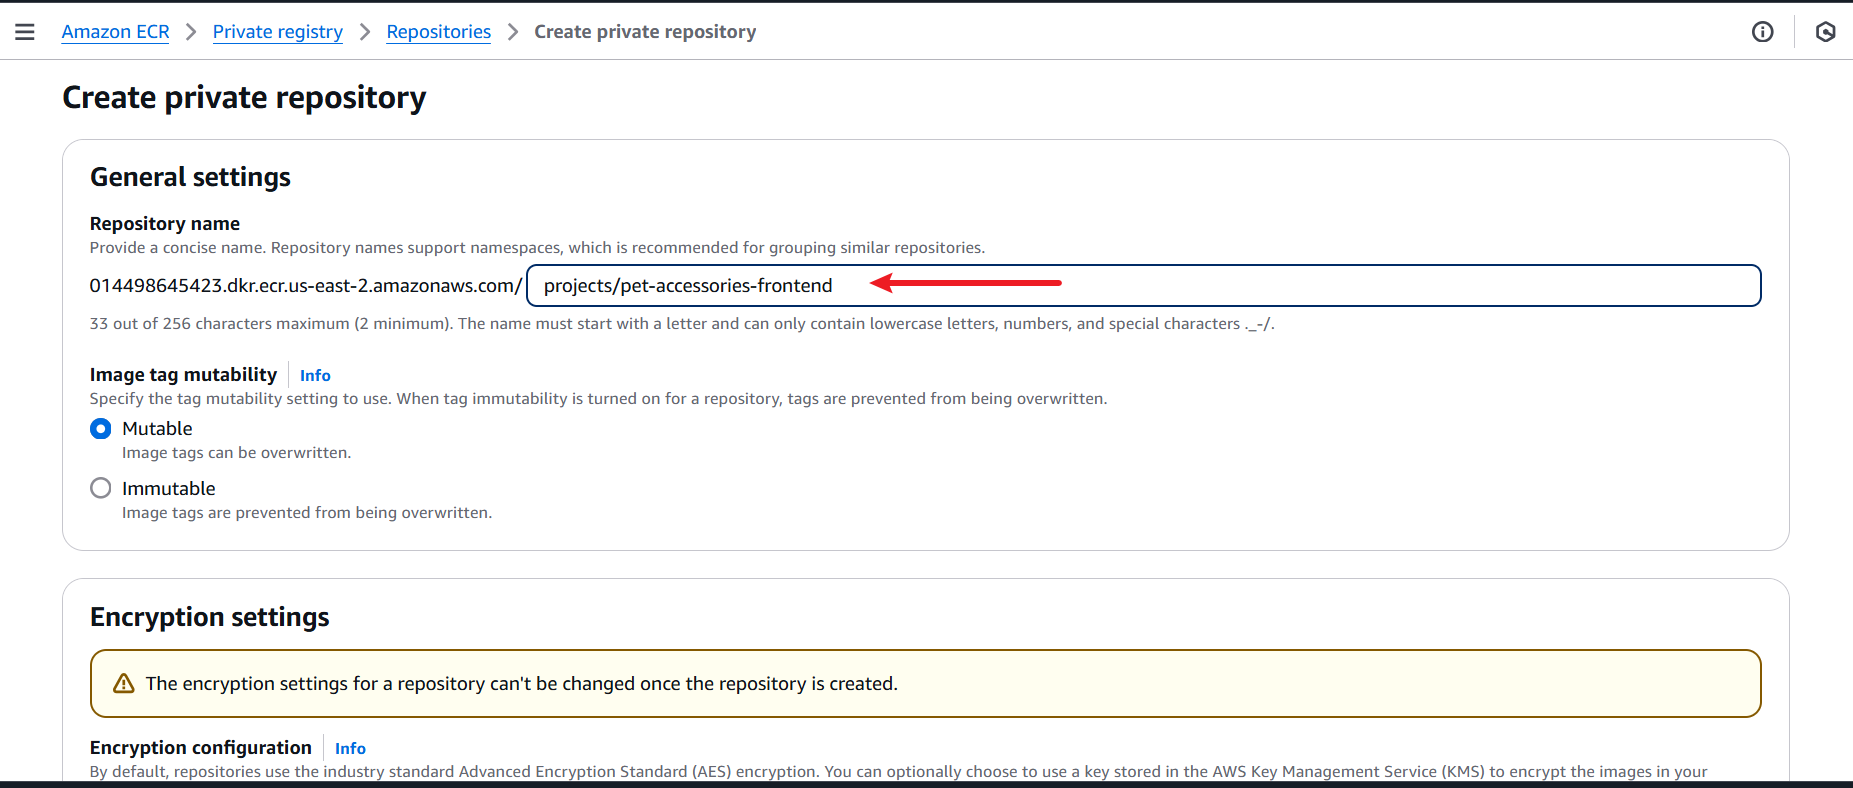 Amazon ECR > Private registry > Repositories > Create private repository
Create private repository
General settings
Repository name
Provide a concise name. Repository names support namespaces, which is recommended for grouping similar repositories.
014498645423.dkr.ecr.us-east-2.amazonaws.com/ projects/pet-accessories-frontend
33 out of 256 characters maximum (2 minimum). The name must start with a letter and can only contain lowercase letters, numbers, and special characters ._-/.
Image tag mutability Info
Specify the tag mutability setting to use. When tag immutability is turned on for a repository, tags are prevented from being overwritten.
Mutable
Image tags can be overwritten.
Immutable
Image tags are prevented from being overwritten.
Encryption settings
The encryption settings for a repository can't be changed once the repository is created.
Encryption configuration Info
By default, repositories use the industry standard Advanced Encryption Standard (AES) encryption. You can optionally choose to use a key stored in the AWS Key Management Service (KMS) to encrypt the images in your